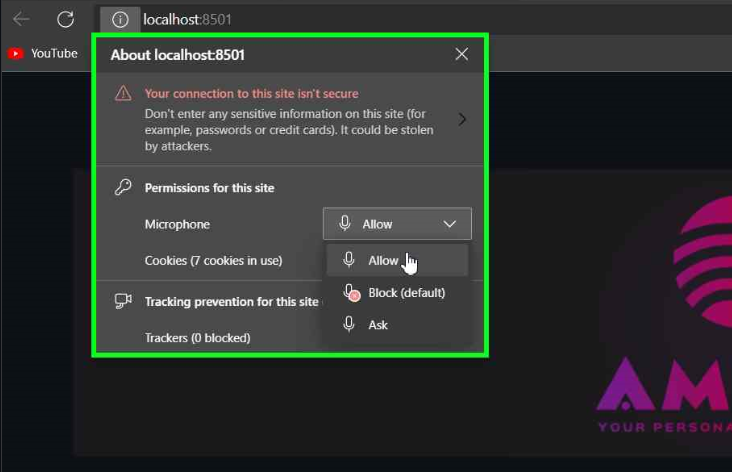 localhost:8501
YouTube
About localhost:8501
Your connection to this site isn't secure
Don't enter any sensitive information on this site (for
example, passwords or credit cards). It could be stolen
by attackers.
Permissions for this site
Microphone
Allow
Cookies (7 cookies in use)
Allow
Block (default)
Tracking prevention for this site
Ask
Trackers (0 blocked)
AM
YOUR